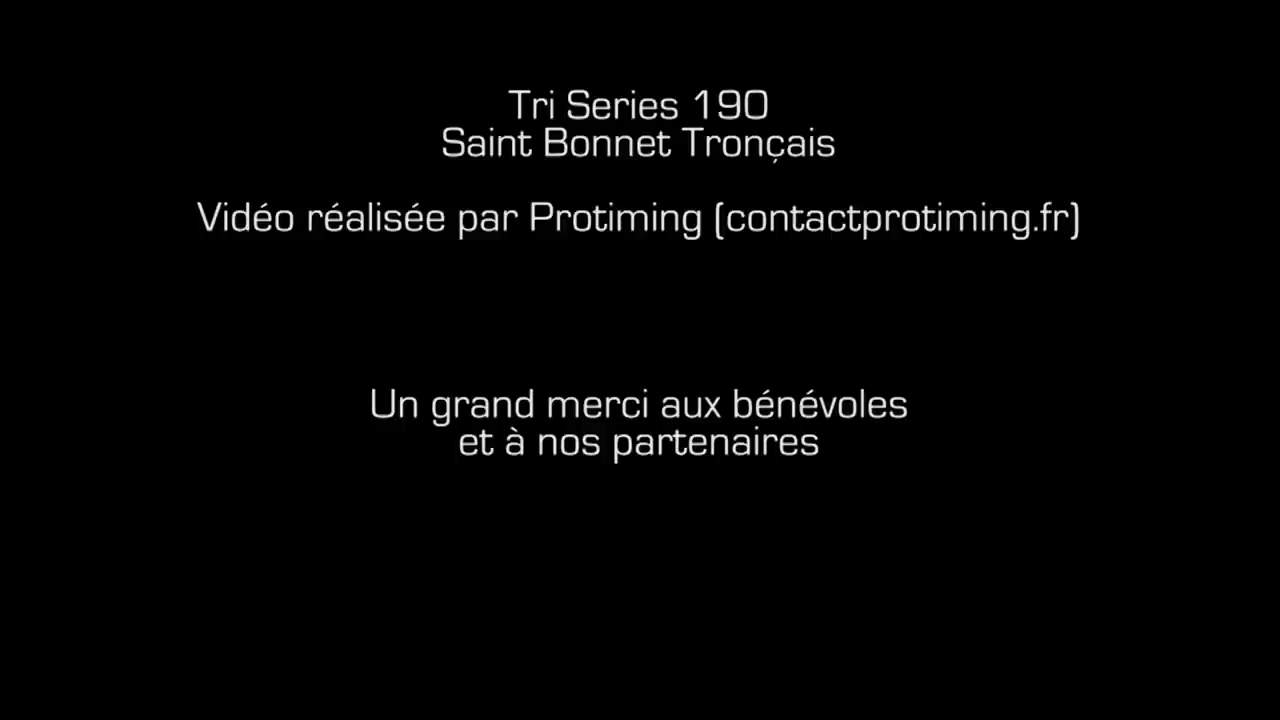 Tri Series 190
Saint Bonnet Tronçais
Vidéo réalisée par Protiming (contactprotiming.fr)
Un grand merci aux bénévoles
et à nos partenaires